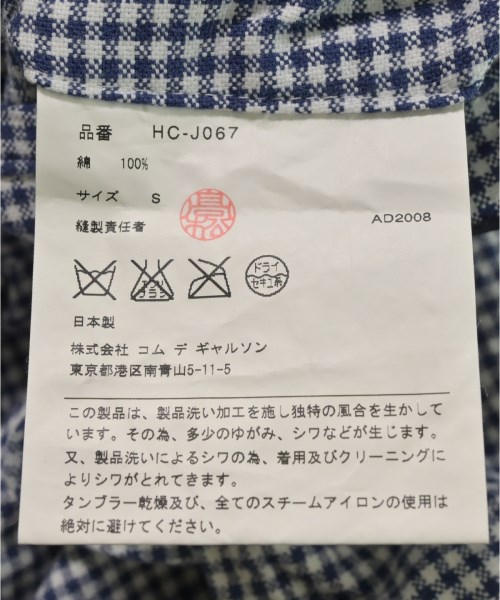 品番 HC-J067
綿 100%
サイズ S
縫製責任者
AD2008
エンソ
サラシ
ドライ
セキユ系
日本製
株式会社 コム デ ギャルソン
東京都港区南青山5-11-5
この製品は、製品洗い加工を施し独特の風合を生かして
います。その為、多少のゆがみ、シワなどが生じます。
又、製品洗いによるシワの為、着用及びクリーニングに
よりシワがとれてきます。
タンブラー乾燥及び、全てのスチームアイロンの使用は
絶対に避けてください。